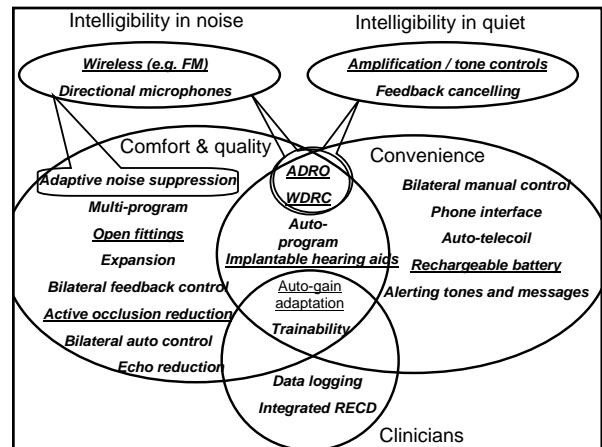 Intelligibility in noise
Intelligibility in quiet
Wireless (e.g. FM)
Directional microphones
Amplification / tone controls
Feedback cancelling
Comfort & quality
Convenience
Adaptive noise suppression
Multi-program
Open fittings
Expansion
Bilateral feedback control
Active occlusion reduction
Bilateral auto control
Echo reduction
ADRO
WDRC
Auto-
program
Implantable hearing aids
Auto-gain
adaptation
Trainability
Bilateral manual control
Phone interface
Auto-telecoil
Rechargeable battery
Alerting tones and messages
Data logging
Integrated RECD
Clinicians